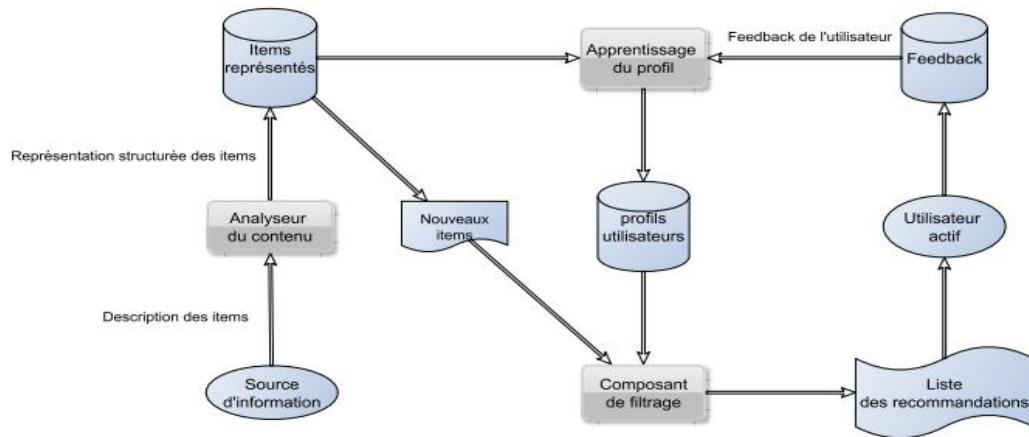 Items
représentés
Apprentissage
du profil
Feedback de l'utilisateur
Feedback
Représentation structurée des items
Analyseur
du contenu
Nouveaux
items
profils
utilisateurs
Utilisateur
actif
Description des items
Source
d'information
Composant
de filtrage
Liste
des recommandations